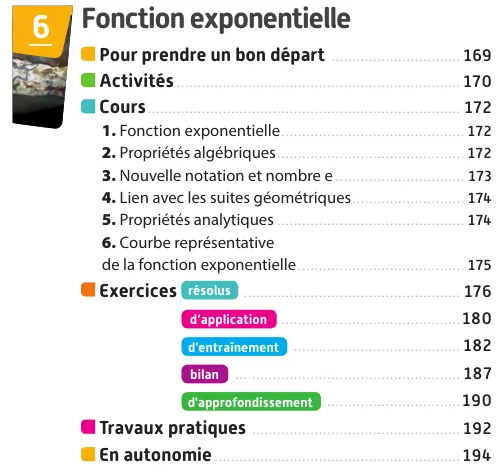 6
Fonction exponentielle
Pour prendre un bon départ 169
Activités 170
Cours 172
1. Fonction exponentielle 172
2. Propriétés algébriques 172
3. Nouvelle notation et nombre e 173
4. Lien avec les suites géométriques 174
5. Propriétés analytiques 174
6. Courbe représentative
de la fonction exponentielle 175
Exercices résolus 176
d'application 180
d'entraînement 182
bilan 187
d'approfondissement 190
Travaux pratiques 192
En autonomie 194